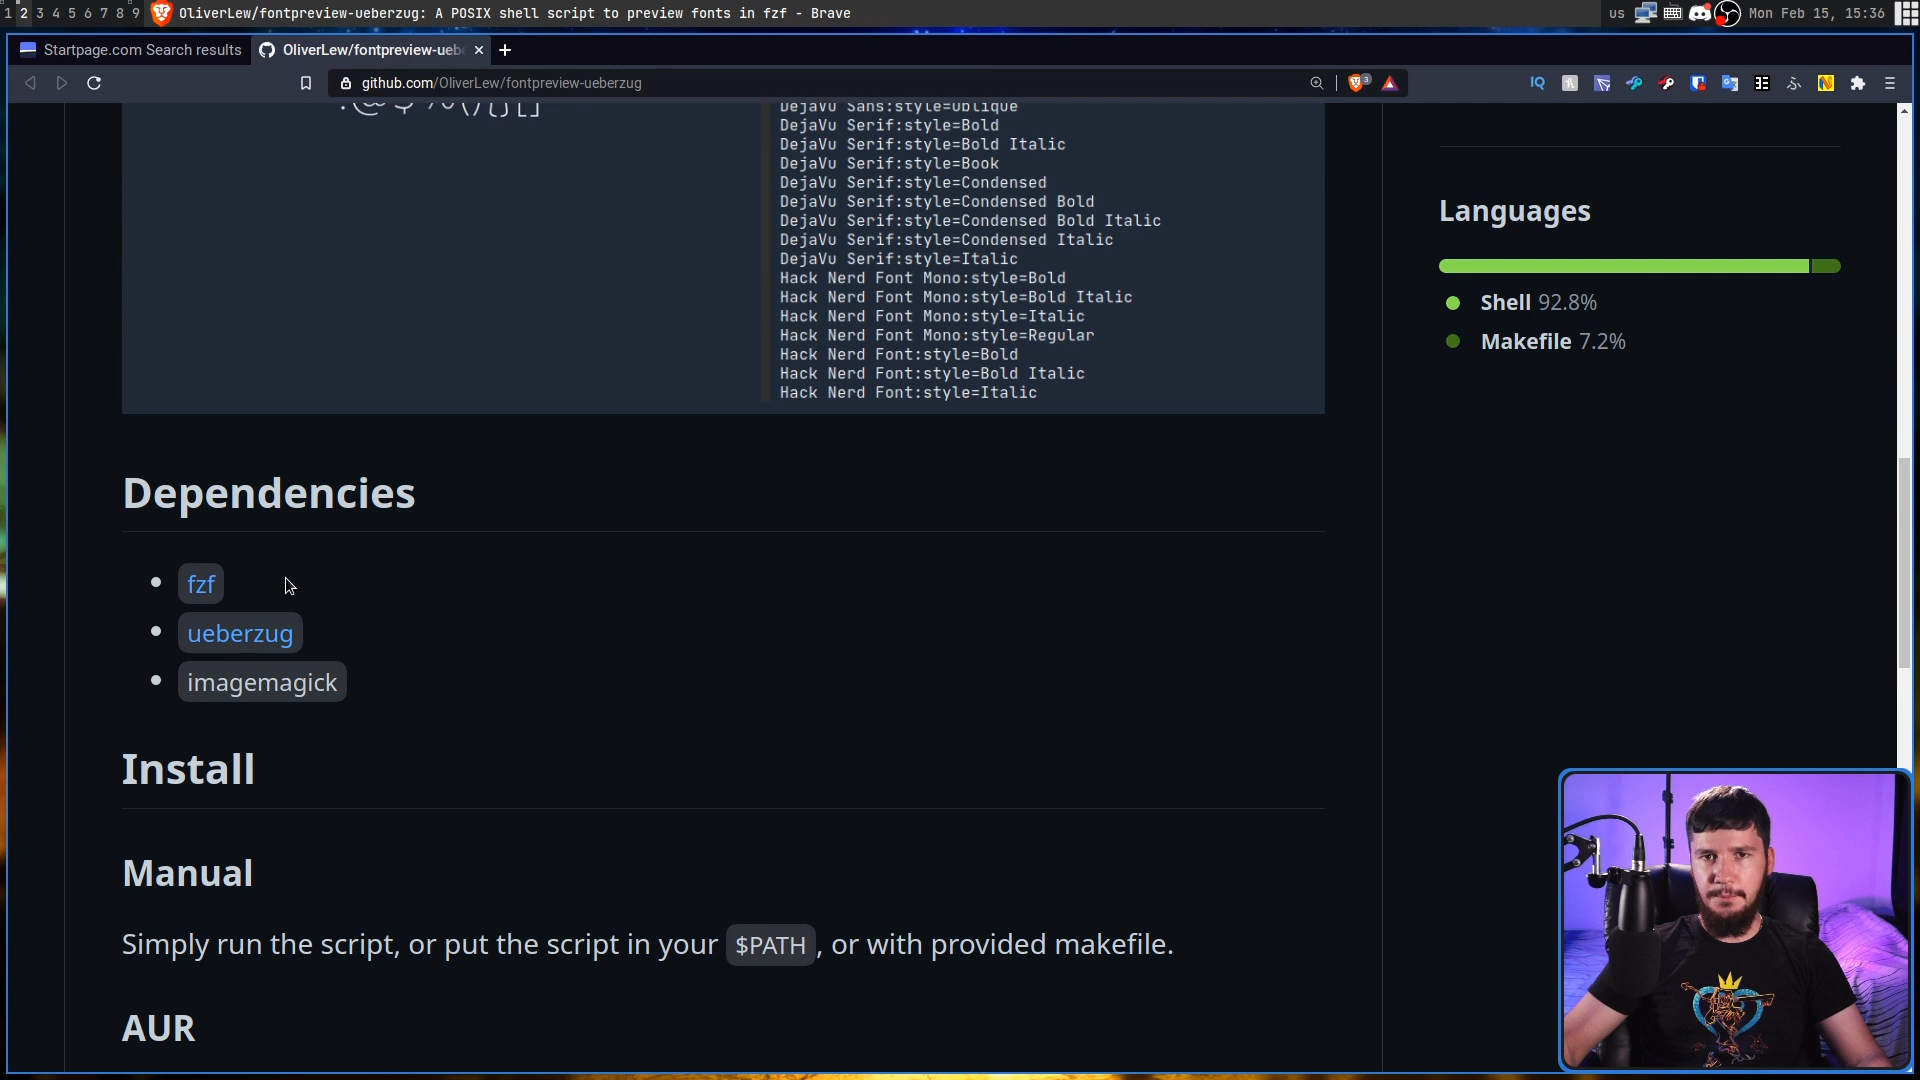 1 2 3 4 5 6 7 8 9 OliverLew/fontpreview-ueberzug: A POSIX shell script to preview fonts in fzf - Brave us Mon Feb 15, 15:36
Startpage.com Search results OliverLew/fontpreview-uebe
github.com/OliverLew/fontpreview-ueberzug 3 IQ
DejaVu Sans:style=Oblique
DejaVu Serif:style=Bold
DejaVu Serif:style=Bold Italic
DejaVu Serif:style=Book
DejaVu Serif:style=Condensed
DejaVu Serif:style=Condensed Bold
DejaVu Serif:style=Condensed Bold Italic
DejaVu Serif:style=Condensed Italic
DejaVu Serif:style=Italic
Hack Nerd Font Mono:style=Bold
Hack Nerd Font Mono:style=Bold Italic
Hack Nerd Font Mono:style=Italic
Hack Nerd Font Mono:style=Regular
Hack Nerd Font:style=Bold
Hack Nerd Font:style=Bold Italic
Hack Nerd Font:style=Italic
Languages
Shell 92.8%
Makefile 7.2%
Dependencies
fzf
ueberzug
imagemagick
Install
Manual
Simply run the script, or put the script in your $PATH, or with provided makefile.
AUR